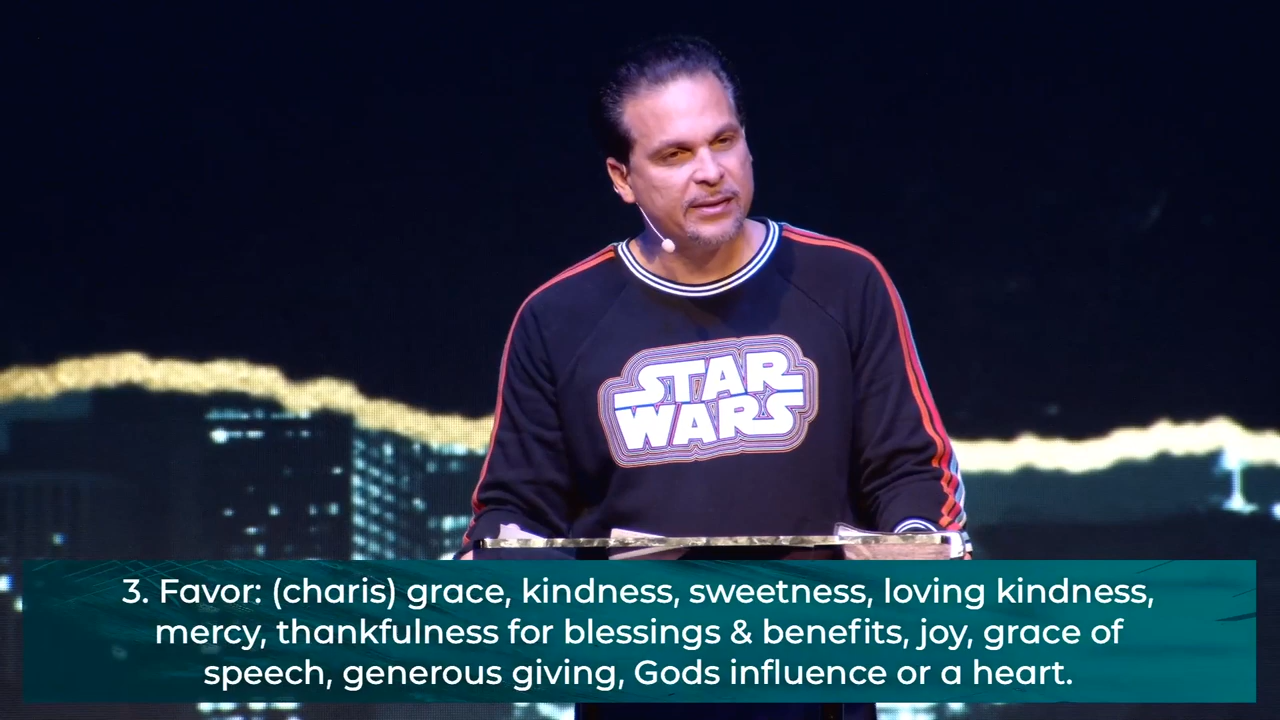 STAR
WARS
3. Favor: (charis) grace, kindness, sweetness, loving kindness,
mercy, thankfulness for blessings & benefits, joy, grace of
speech, generous giving, Gods influence or a heart.